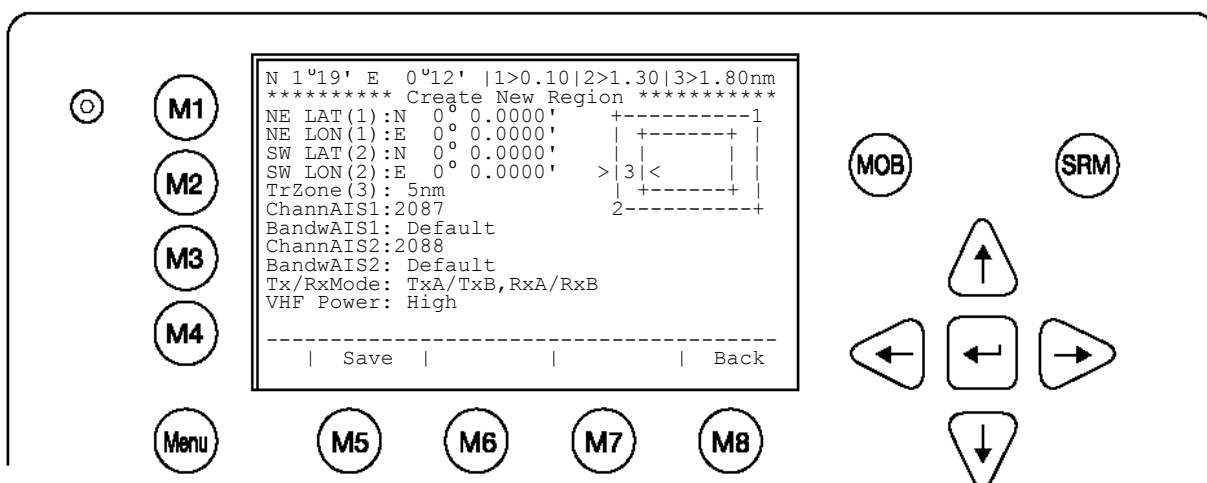 N 1°19' E  0°12' |1>0.10|2>1.30|3>1.80nm
********** Create New Region ***********
NE LAT(1):N  0° 0.0000'    +----------1
NE LON(1):E  0° 0.0000'    | +------+ |
SW LAT(2):N  0° 0.0000'    | |      | |
SW LON(2):E  0° 0.0000'   >|3|<     | |
TrZone(3): 5nm             | +------+ |
ChannAIS1:2087             2----------+
BandwAIS1: Default
ChannAIS2:2088
BandwAIS2: Default
Tx/RxMode: TxA/TxB,RxA/RxB
VHF Power: High
----------------------------------------
| Save |         |         | Back
M1
M2
M3
M4
Menu
M5
M6
M7
M8
MOB
SRM